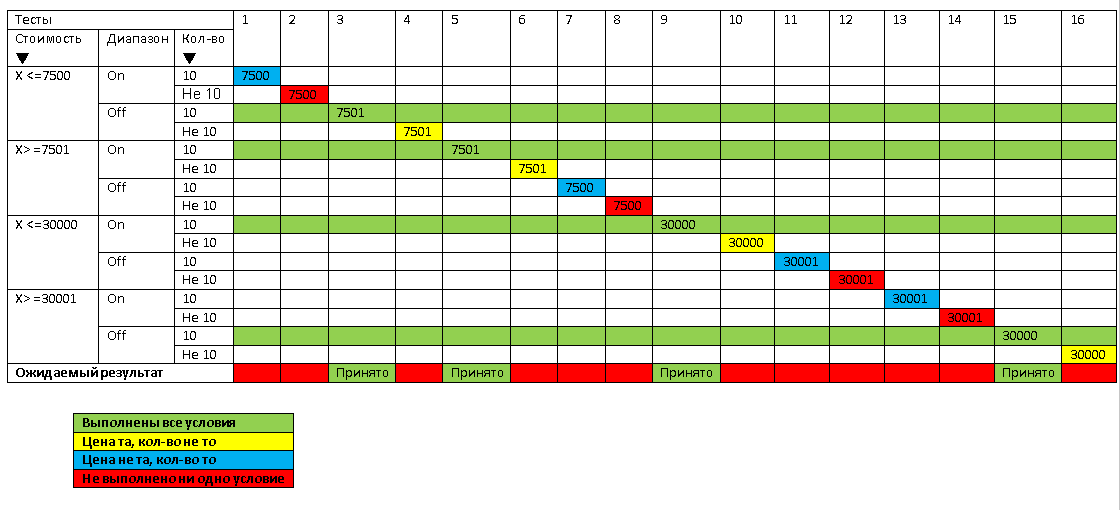 Тесты 1 2 3 4 5 6 7 8 9 10 11 12 13 14 15 16
Стоимость Диапазон Кол-во
X <=7500 On 10 7500
Не 10 7500
Off 10 7501
Не 10 7501
X> =7501 On 10 7501
Не 10 7501
Off 10 7500
Не 10 7500
X <=30000 On 10 30000
Не 10 30000
Off 10 30001
Не 10 30001
X> =30001 On 10 30001
Не 10 30001
Off 10 30000
Не 10 30000
Ожидаемый результат Принято Принято Принято Принято
Выполнены все условия
Цена та, кол-во не то
Цена не та, кол-во то
Не выполнено ни одно условие